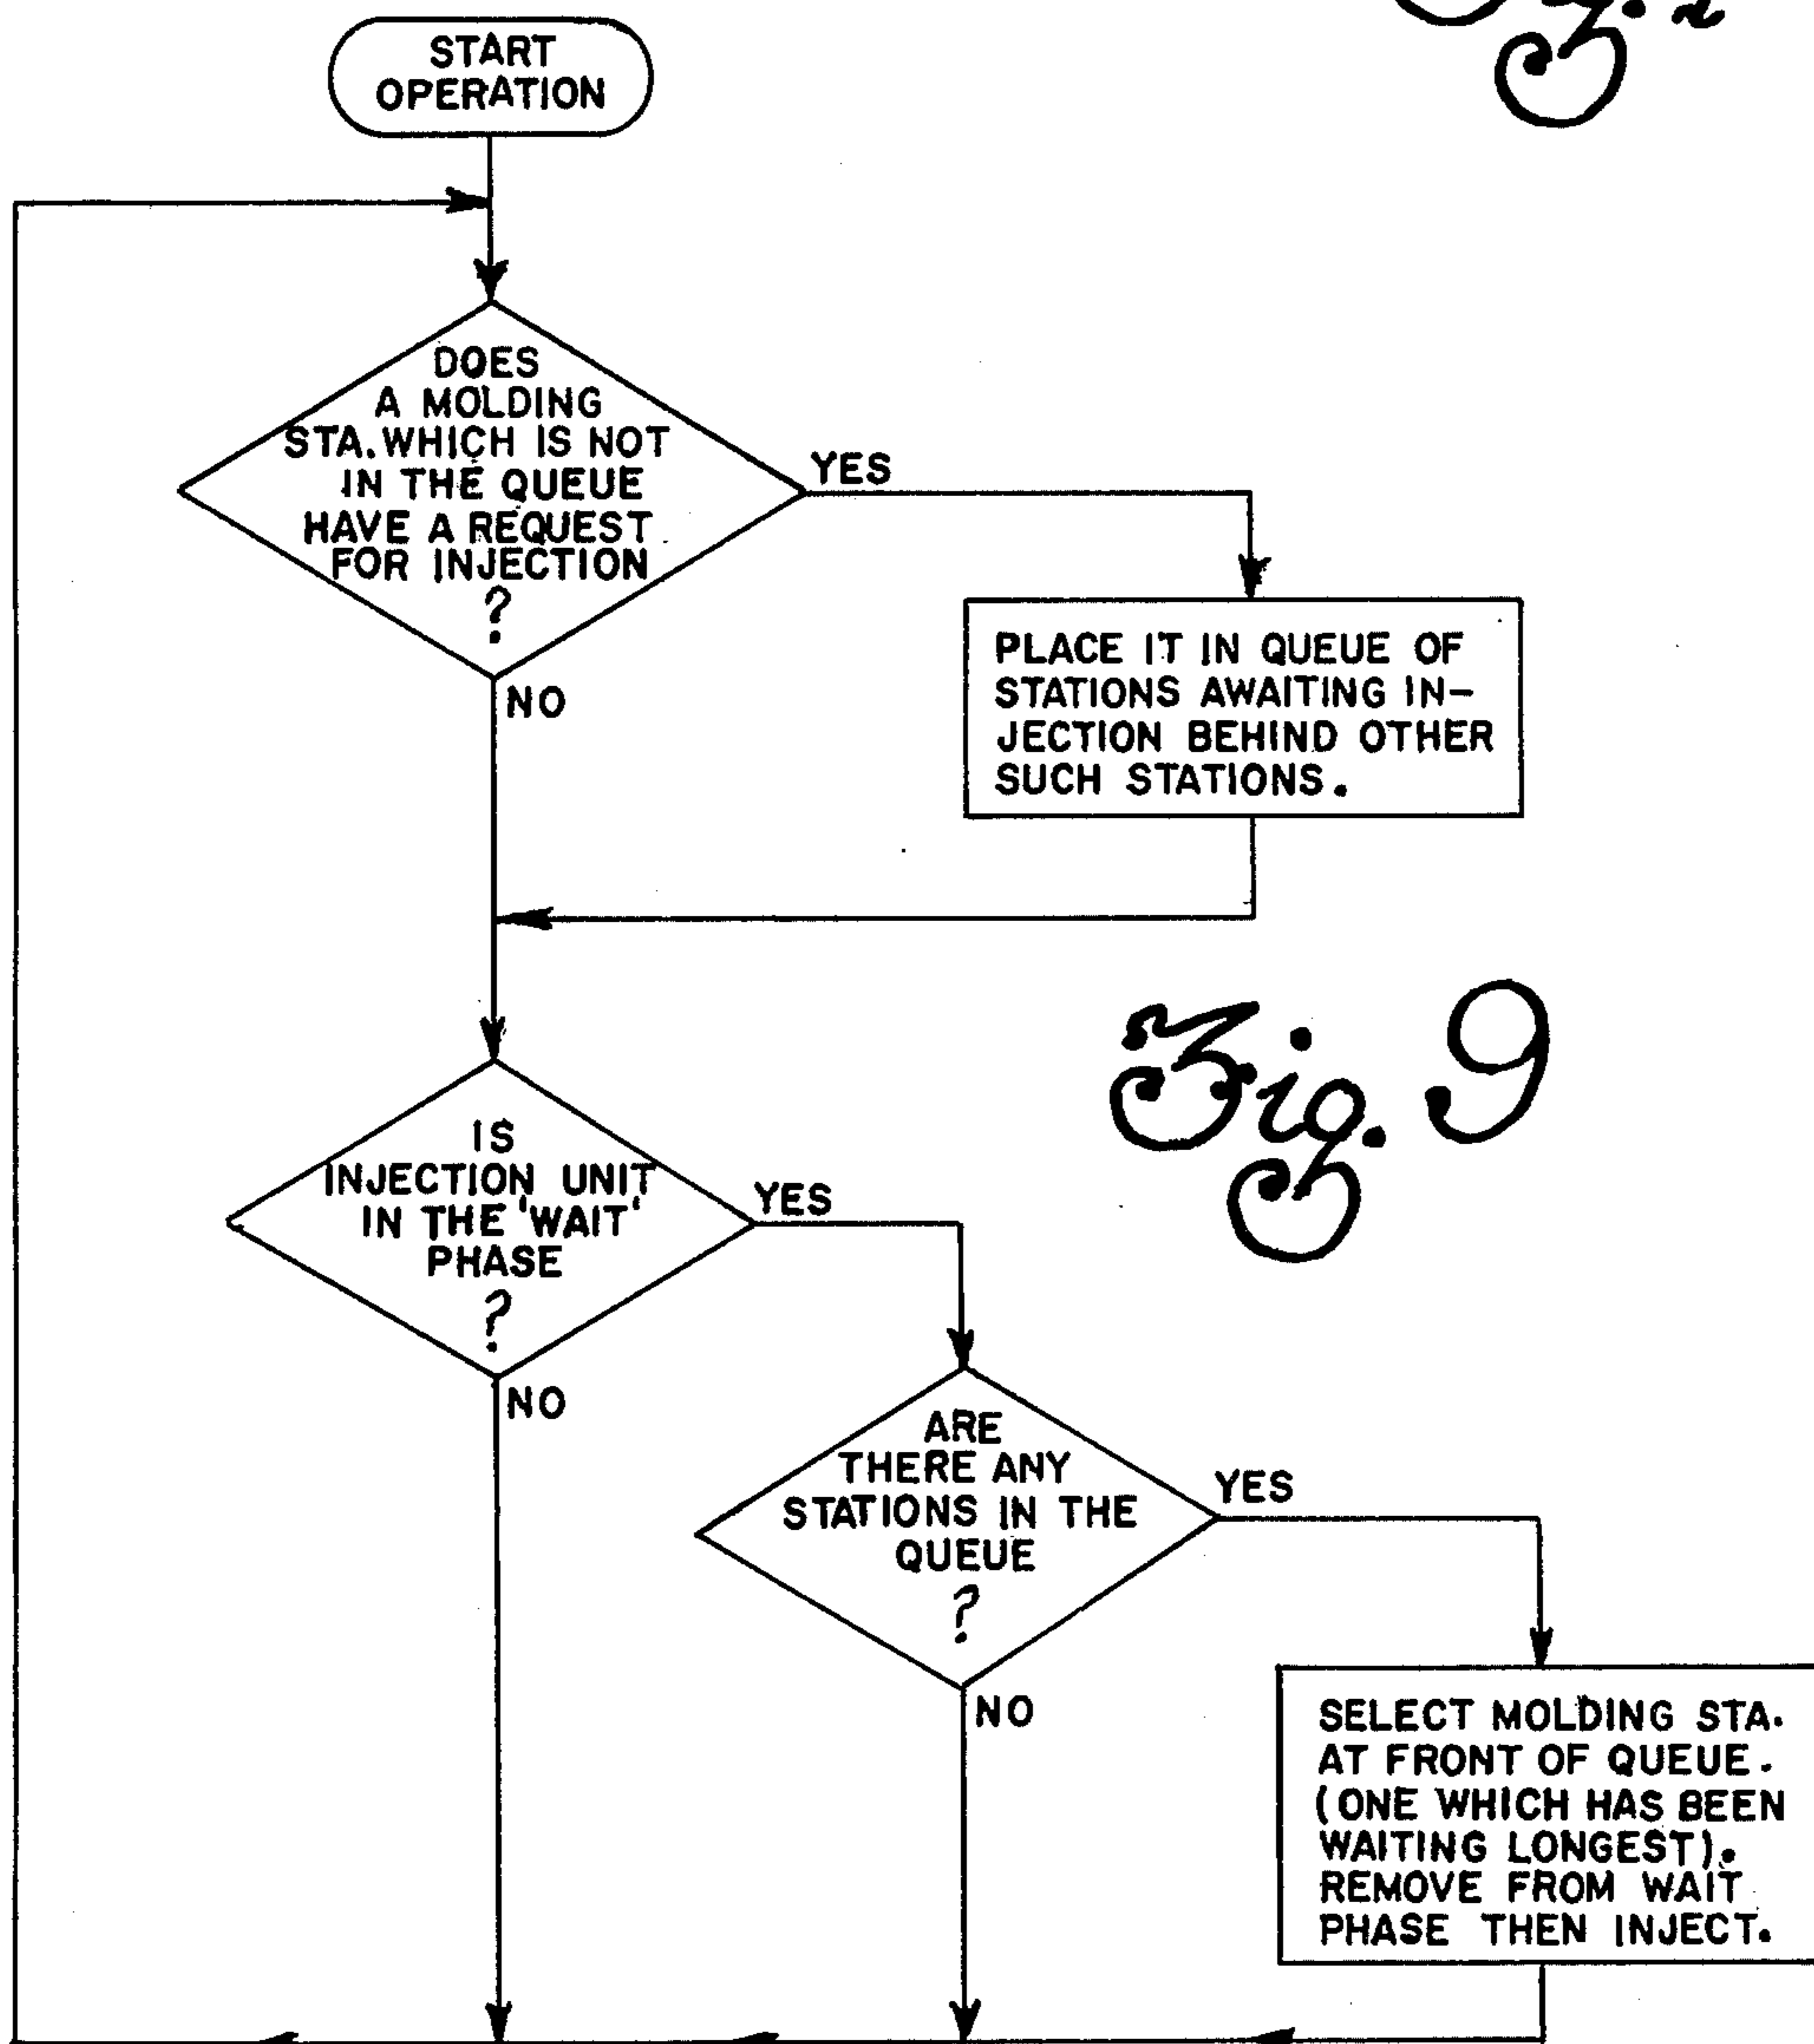 START
OPERATION
DOES
A MOLDING
STA. WHICH IS NOT
IN THE QUEUE
HAVE A REQUEST
FOR INJECTION
?
YES
NO
PLACE IT IN QUEUE OF
STATIONS AWAITING IN-
JECTION BEHIND OTHER
SUCH STATIONS.
Fig. 9
IS
INJECTION UNIT
IN THE 'WAIT'
PHASE
?
YES
NO
ARE
THERE ANY
STATIONS IN THE
QUEUE
?
YES
NO
SELECT MOLDING STA.
AT FRONT OF QUEUE.
(ONE WHICH HAS BEEN
WAITING LONGEST).
REMOVE FROM WAIT
PHASE THEN INJECT.